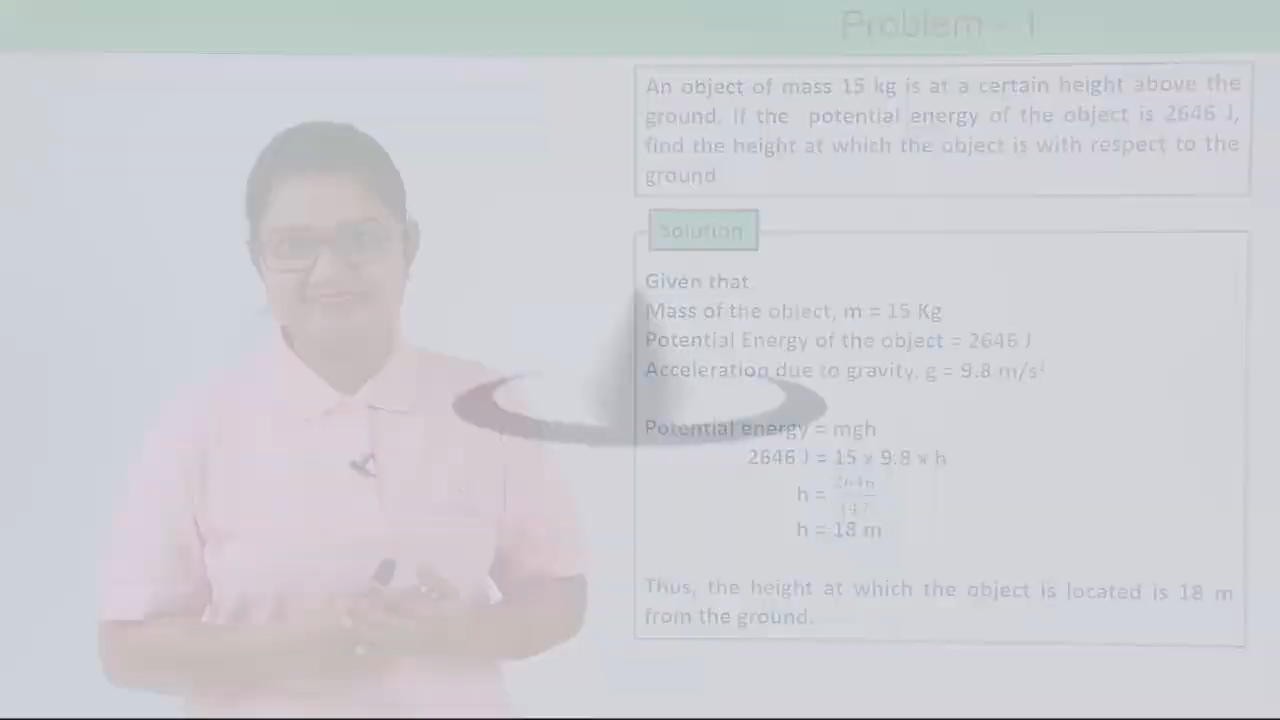 Problem - 1
An object of mass 15 kg is at a certain height above the
ground. If the potential energy of the object is 2646 J,
find the height at which the object is with respect to the
ground
Solution
Given that
Mass of the object, m = 15 Kg
Potential Energy of the object = 2646 J
Acceleration due to gravity, g = 9.8 m/s²
Potential energy = mgh
2646 J = 15 × 9.8 × h
h = 2646/147
h = 18 m
Thus, the height at which the object is located is 18 m
from the ground.